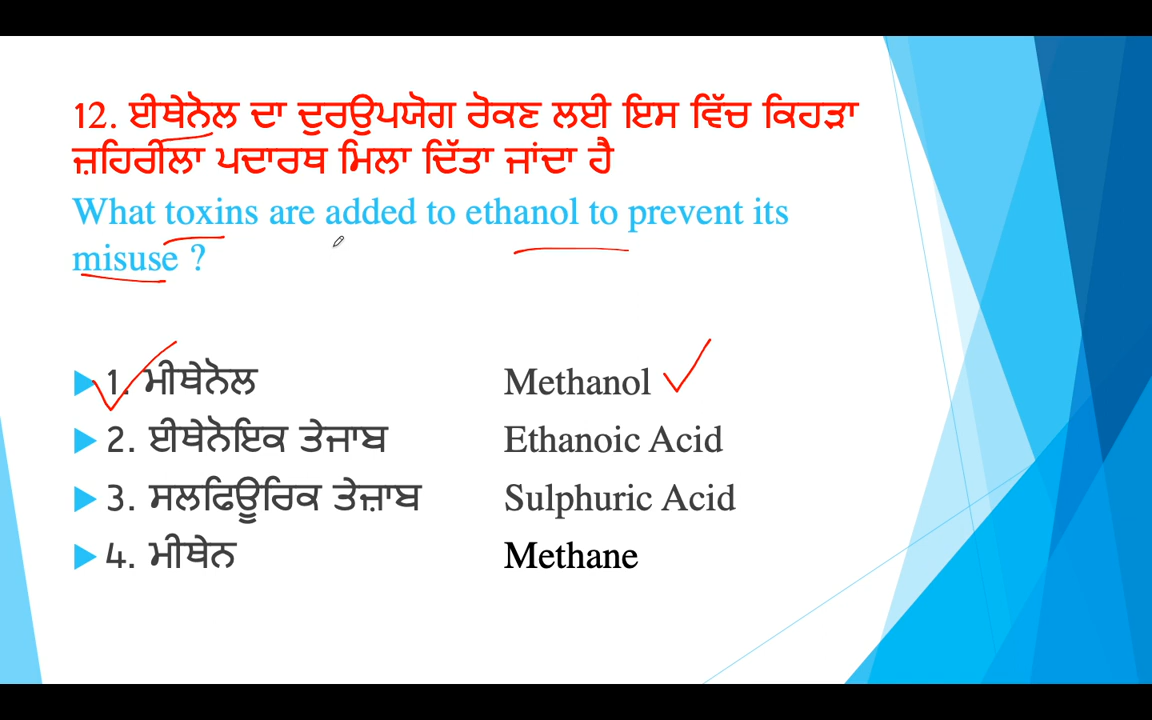 12. ਈਥੇਨੋਲ ਦਾ ਦੁਰਉਪਯੋਗ ਰੋਕਣ ਲਈ ਇਸ ਵਿੱਚ ਕਿਹੜਾ
ਜ਼ਹਿਰੀਲਾ ਪਦਾਰਥ ਮਿਲਾ ਦਿੱਤਾ ਜਾਂਦਾ ਹੈ
What toxins are added to ethanol to prevent its
misuse ?
1. ਮੀਥੇਨੋਲ Methanol
2. ਈਥੇਨੋਇਕ ਤੇਜਾਬ Ethanoic Acid
3. ਸਲਫਿਊਰਿਕ ਤੇਜ਼ਾਬ Sulphuric Acid
4. ਮੀਥੇਨ Methane